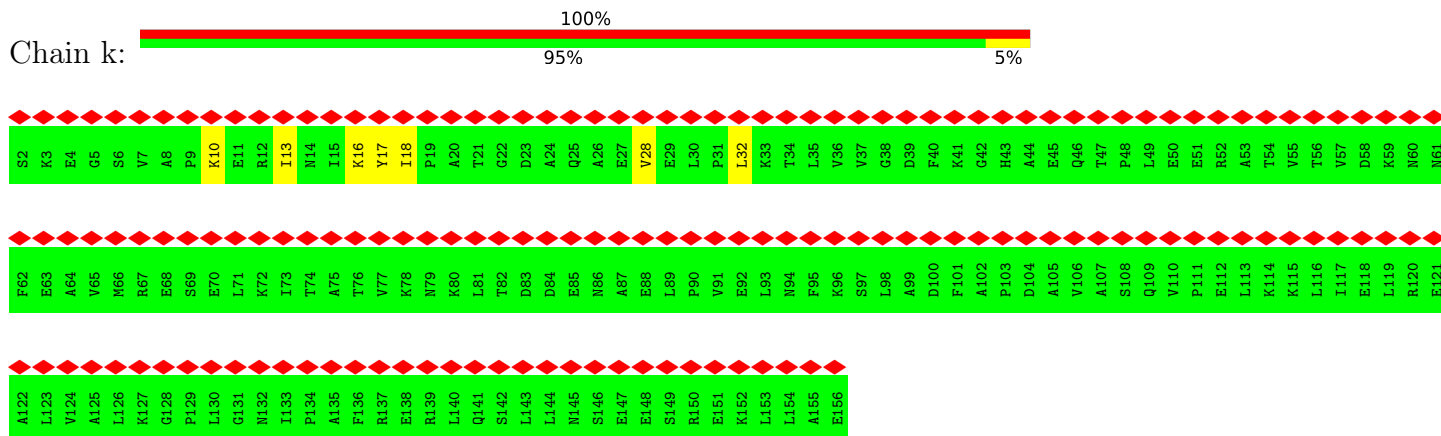 100%
Chain k:
95% 5%
S2 K3 E4 G5 S6 V7 A8 P9 K10 E11 R12 I13 N14 I15 K16 Y17 I18 P19 A20 T21 G22 D23 A24 Q25 A26 E27 V28 E29 L30 P31 L32 K33 T34 L35 V36 V37 G38 D39 F40 K41 G42 H43 A44 E45 Q46 T47 P48 L49 E50 E51 R52 A53 T54 V55 T56 V57 D58 K59 N60 N61
F62 E63 A64 V65 M66 R67 E68 S69 E70 L71 K72 I73 T74 A75 T76 V77 K78 N79 K80 L81 T82 D83 D84 E85 N86 A87 E88 L89 P90 V91 E92 L93 N94 F95 K96 S97 L98 A99 D100 F101 A102 P103 D104 A105 V106 A107 S108 Q109 V110 P111 E112 L113 K114 K115 L116 I117 E118 L119 R120 E121
A122 L123 V124 A125 L126 K127 G128 P129 L130 G131 N132 I133 P134 A135 F136 R137 E138 R139 L140 Q141 S142 L143 L144 N145 S146 E147 E148 S149 R150 E151 K152 L153 L154 A155 E156